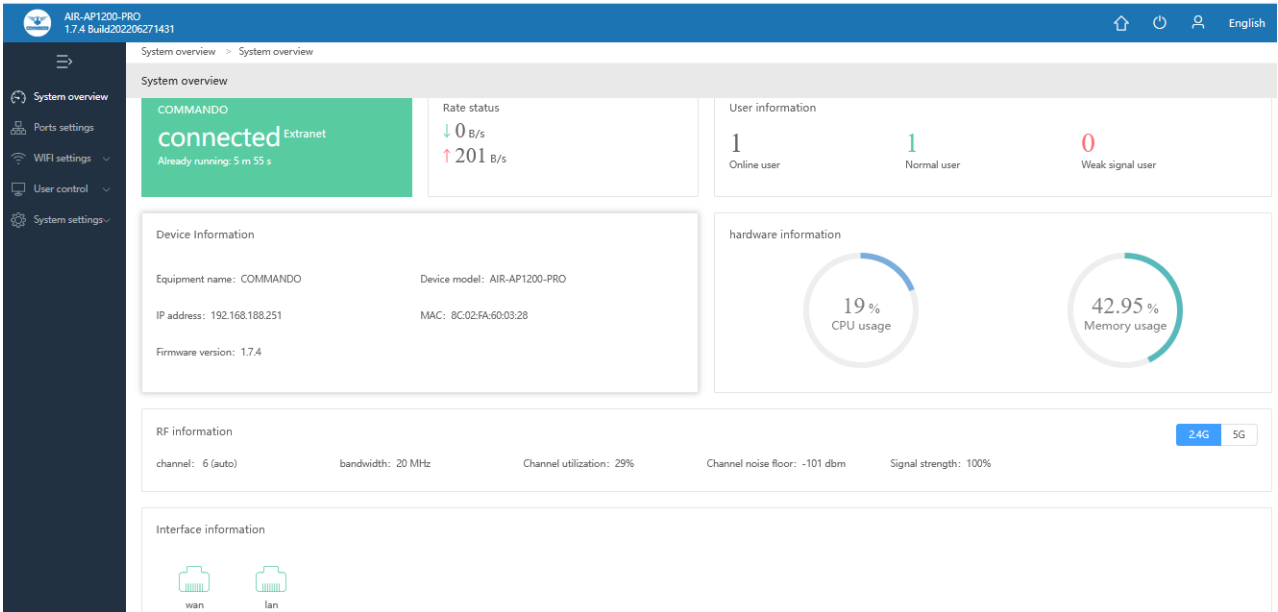 AIR-AP1200-PRO
1.7.4 Build202206271431
English
System overview > System overview
System overview
System overview
Ports settings
WIFI settings
User control
System settings
COMMANDO
connected Extranet
Already running: 5 m 55 s
Rate status
↓ 0 B/s
↑ 201 B/s
User information
1 1 0
Online user Normal user Weak signal user
Device Information
Equipment name: COMMANDO Device model: AIR-AP1200-PRO
IP address: 192.168.188.251 MAC: 8C:02:FA:60:03:28
Firmware version: 1.7.4
hardware information
19 %
CPU usage
42.95 %
Memory usage
RF information
2.4G 5G
channel: 6 (auto) bandwidth: 20 MHz Channel utilization: 29% Channel noise floor: -101 dbm Signal strength: 100%
Interface information
wan lan